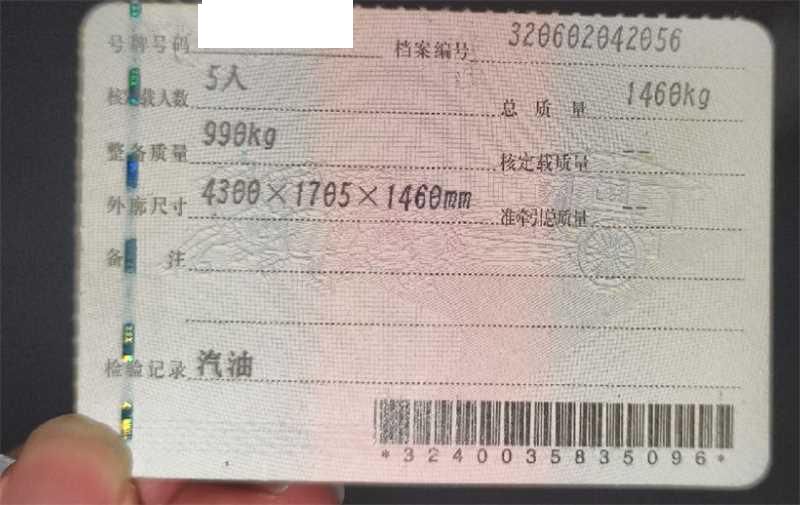 号牌号码 档案编号 320602042056
核定载人数 5人 总质量 1460kg
整备质量 990kg 核定载质量 --
外廓尺寸 4300×1705×1460mm 准牵引总质量 --
备注
检验记录 汽油
*3240035835096*